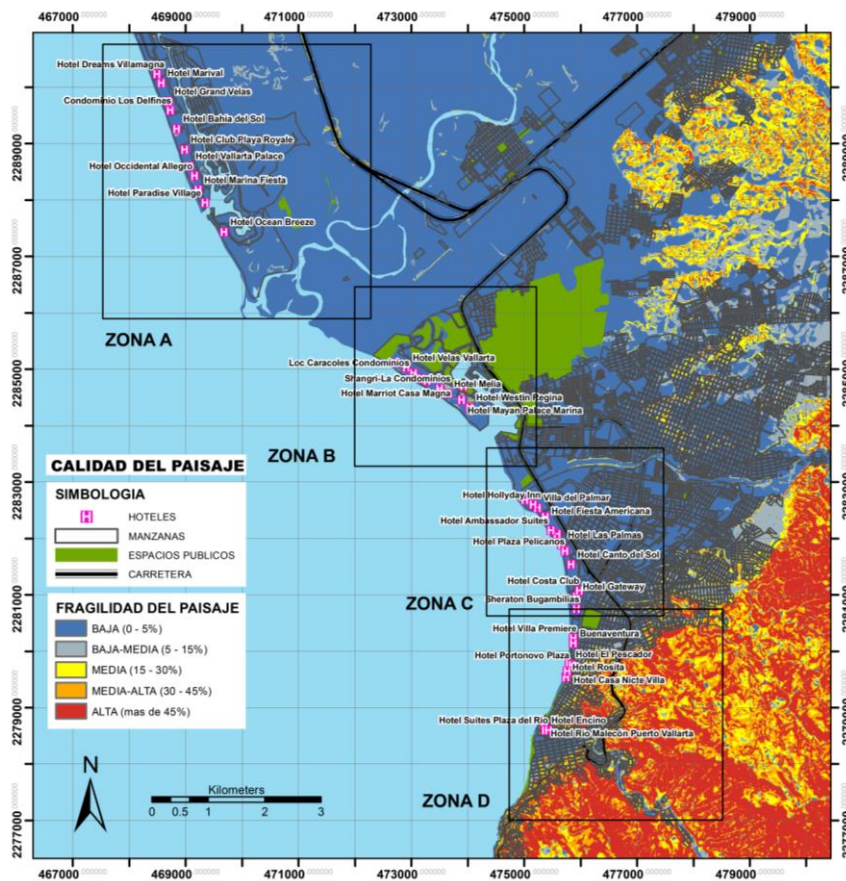 467000 469000 471000 473000 475000 477000 479000
2289000
2287000
2285000
2283000
2281000
2279000
2277000
Hotel Dreams Villamagna
Hotel Marival
Hotel Grand Velas
Condominio Los Delfines
Hotel Bahia del Sol
Hotel Club Playa Royale
Hotel Vallarta Palace
Hotel Occidental Allegro
Hotel Marina Fiesta
Hotel Paradise Village
Hotel Ocean Breeze
ZONA A
Hotel Velas Vallarta
Loc Caracoles Condominios
Shangri-La Condominios
Hotel Melia
Hotel Marriot Casa Magna
Hotel Westin Regina
Hotel Mayan Palace Marina
ZONA B
Hotel Hollyday Inn
Villa del Palmar
Hotel Fiesta Americana
Hotel Ambassador Suites
Hotel Las Palmas
Hotel Plaza Pelicanos
Hotel Canto del Sol
Hotel Costa Club
Hotel Gateway
Sheraton Bugambilias
ZONA C
Hotel Villa Premiere
Buenaventura
Hotel Portonovo Plaza
Hotel El Pescador
Hotel Rosita
Hotel Casa Nicte Villa
Hotel Suites Plaza del Rio
Hotel Encino
Hotel Rio Malecón Puerto Vallarta
ZONA D
CALIDAD DEL PAISAJE
SIMBOLOGIA
H HOTELES
MANZANAS
ESPACIOS PUBLICOS
CARRETERA
FRAGILIDAD DEL PAISAJE
BAJA (0 - 5%)
BAJA-MEDIA (5 - 15%)
MEDIA (15 - 30%)
MEDIA-ALTA (30 - 45%)
ALTA (mas de 45%)
N
Kilometers
0 0.5 1 2 3
467000 469000 471000 473000 475000 477000 479000
2289000
2287000
2285000
2283000
2281000
2279000
2277000